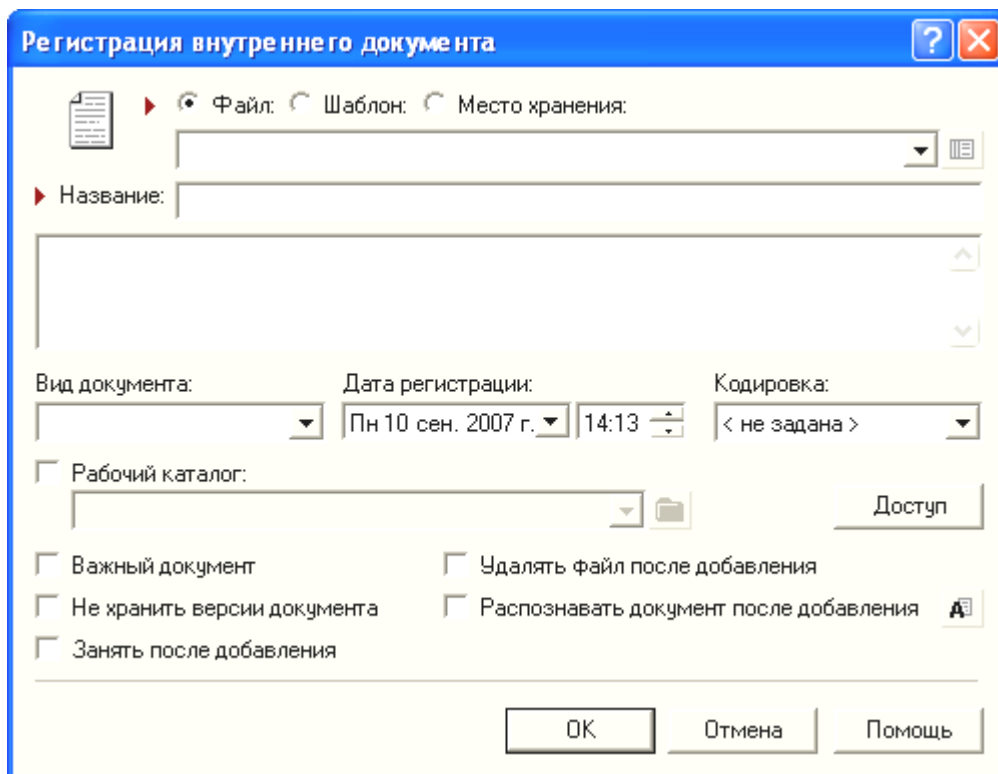 Регистрация внутреннего документа
Файл: Шаблон: Место хранения:
Название:
Вид документа: Дата регистрации: Кодировка:
Пн 10 сен. 2007 г. 14:13 < не задана >
Рабочий каталог:
Доступ
Важный документ Удалять файл после добавления
Не хранить версии документа Распознавать документ после добавления A
Занять после добавления
OK Отмена Помощь